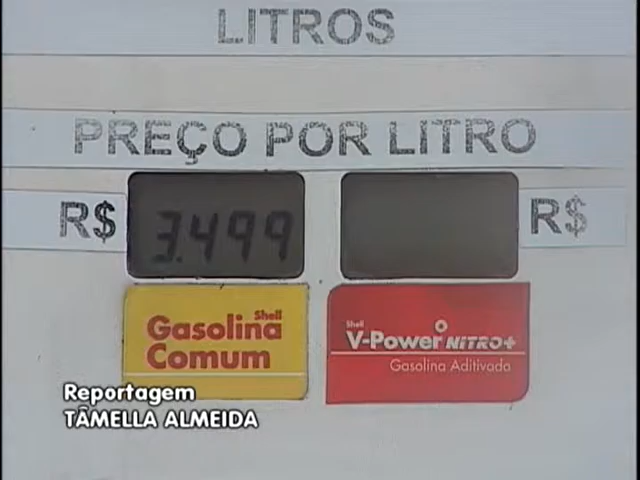 LITROS
PREÇO POR LITRO
R$ 3.499 R$
Shell
Gasolina
Comum
Shell
V-Power NITRO+
Gasolina Aditivada
Reportagem
TÂMELLA ALMEIDA